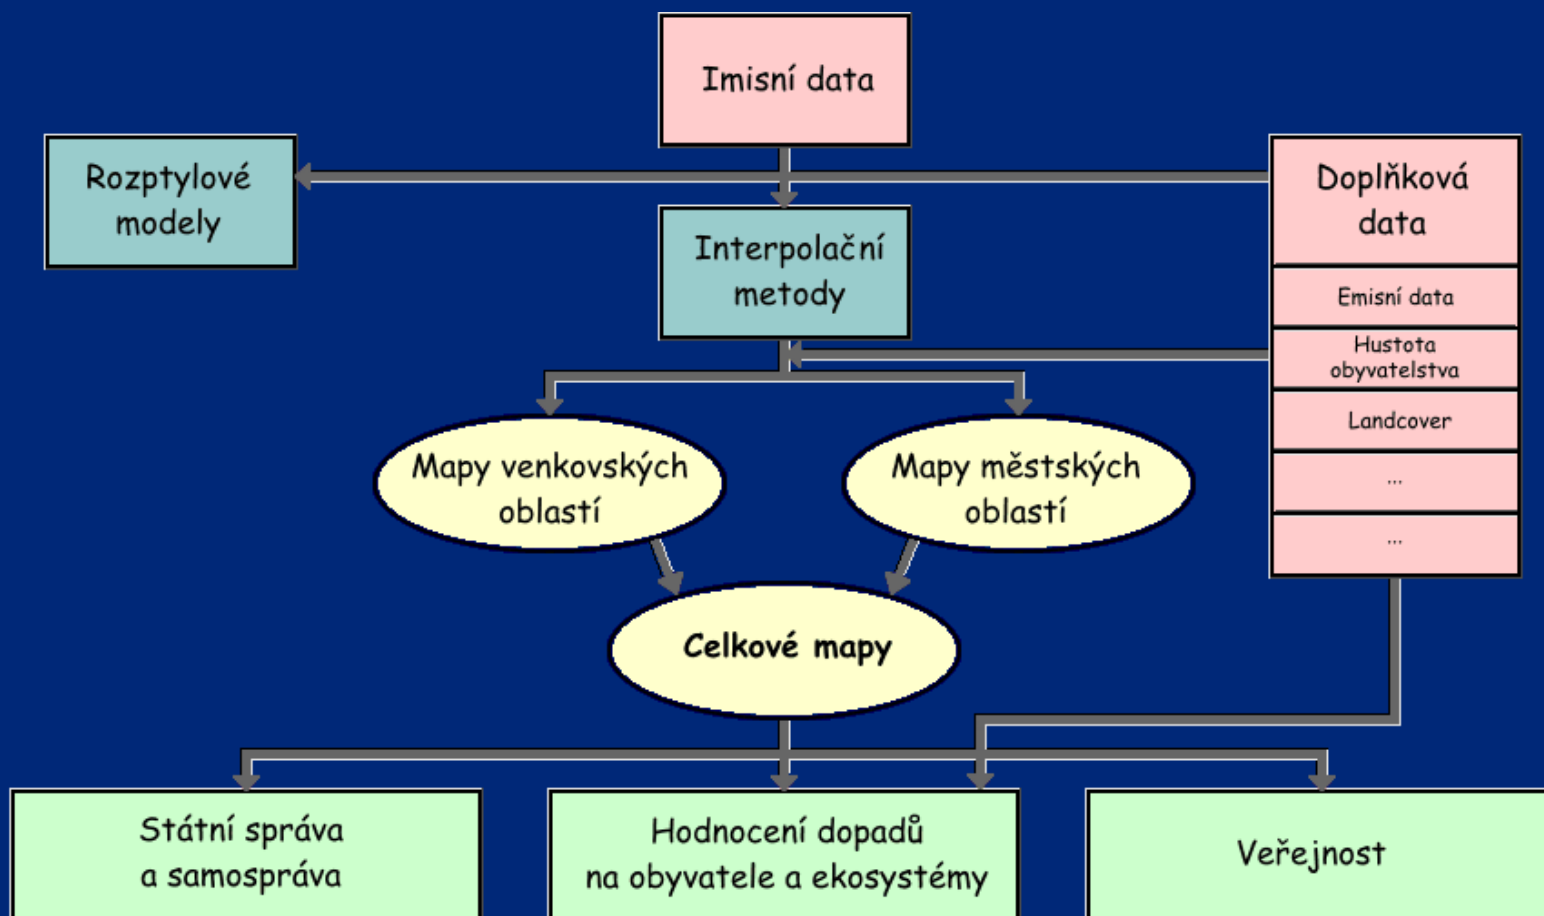 Imisní data
Rozptylové
modely
Doplňková
data
Interpolační
metody
Emisní data
Hustota
obyvatelstva
Landcover
...
...
Mapy venkovských
oblastí
Mapy městských
oblastí
Celkové mapy
Státní správa
a samospráva
Hodnocení dopadů
na obyvatele a ekosystémy
Veřejnost